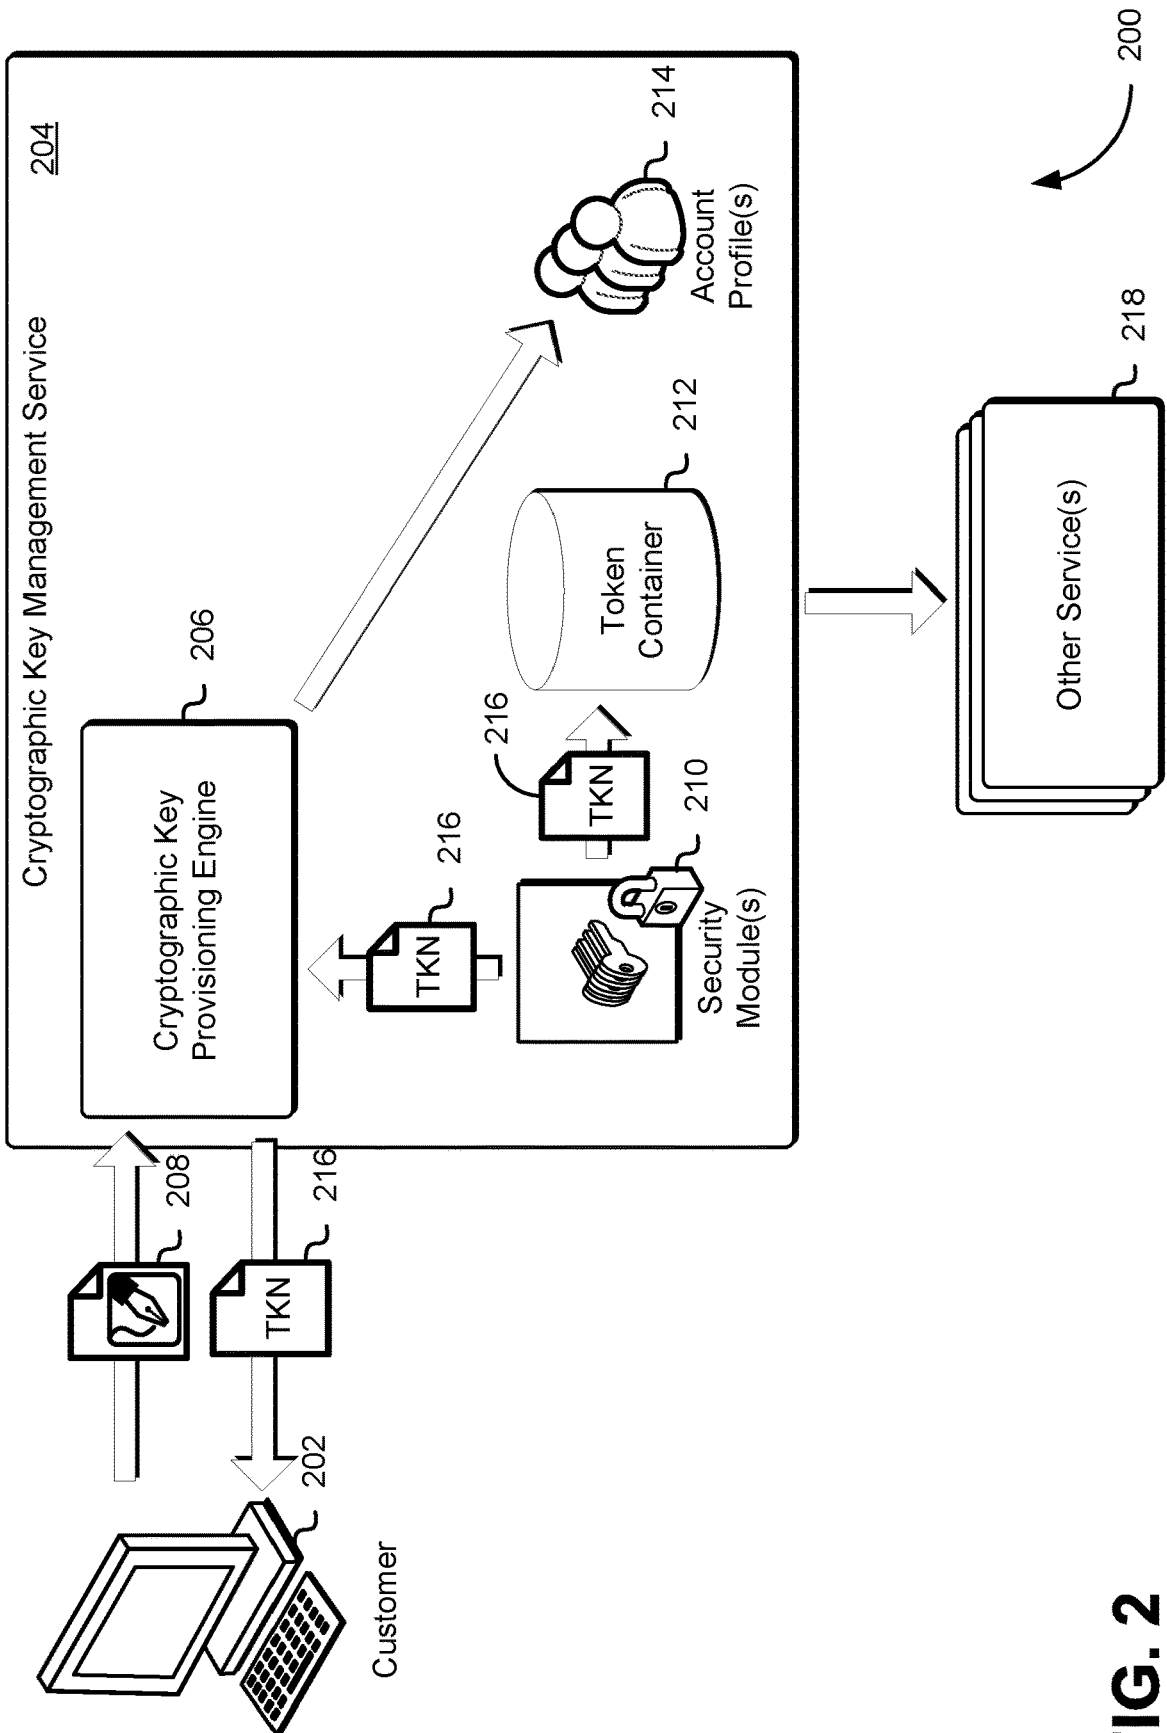 Cryptographic Key Management Service
204
206
Cryptographic Key
Provisioning Engine
208
216
TKN
202
Customer
216
TKN
216
TKN
210
Security
Module(s)
212
Token
Container
214
Account
Profile(s)
218
Other Service(s)
200
IG. 2